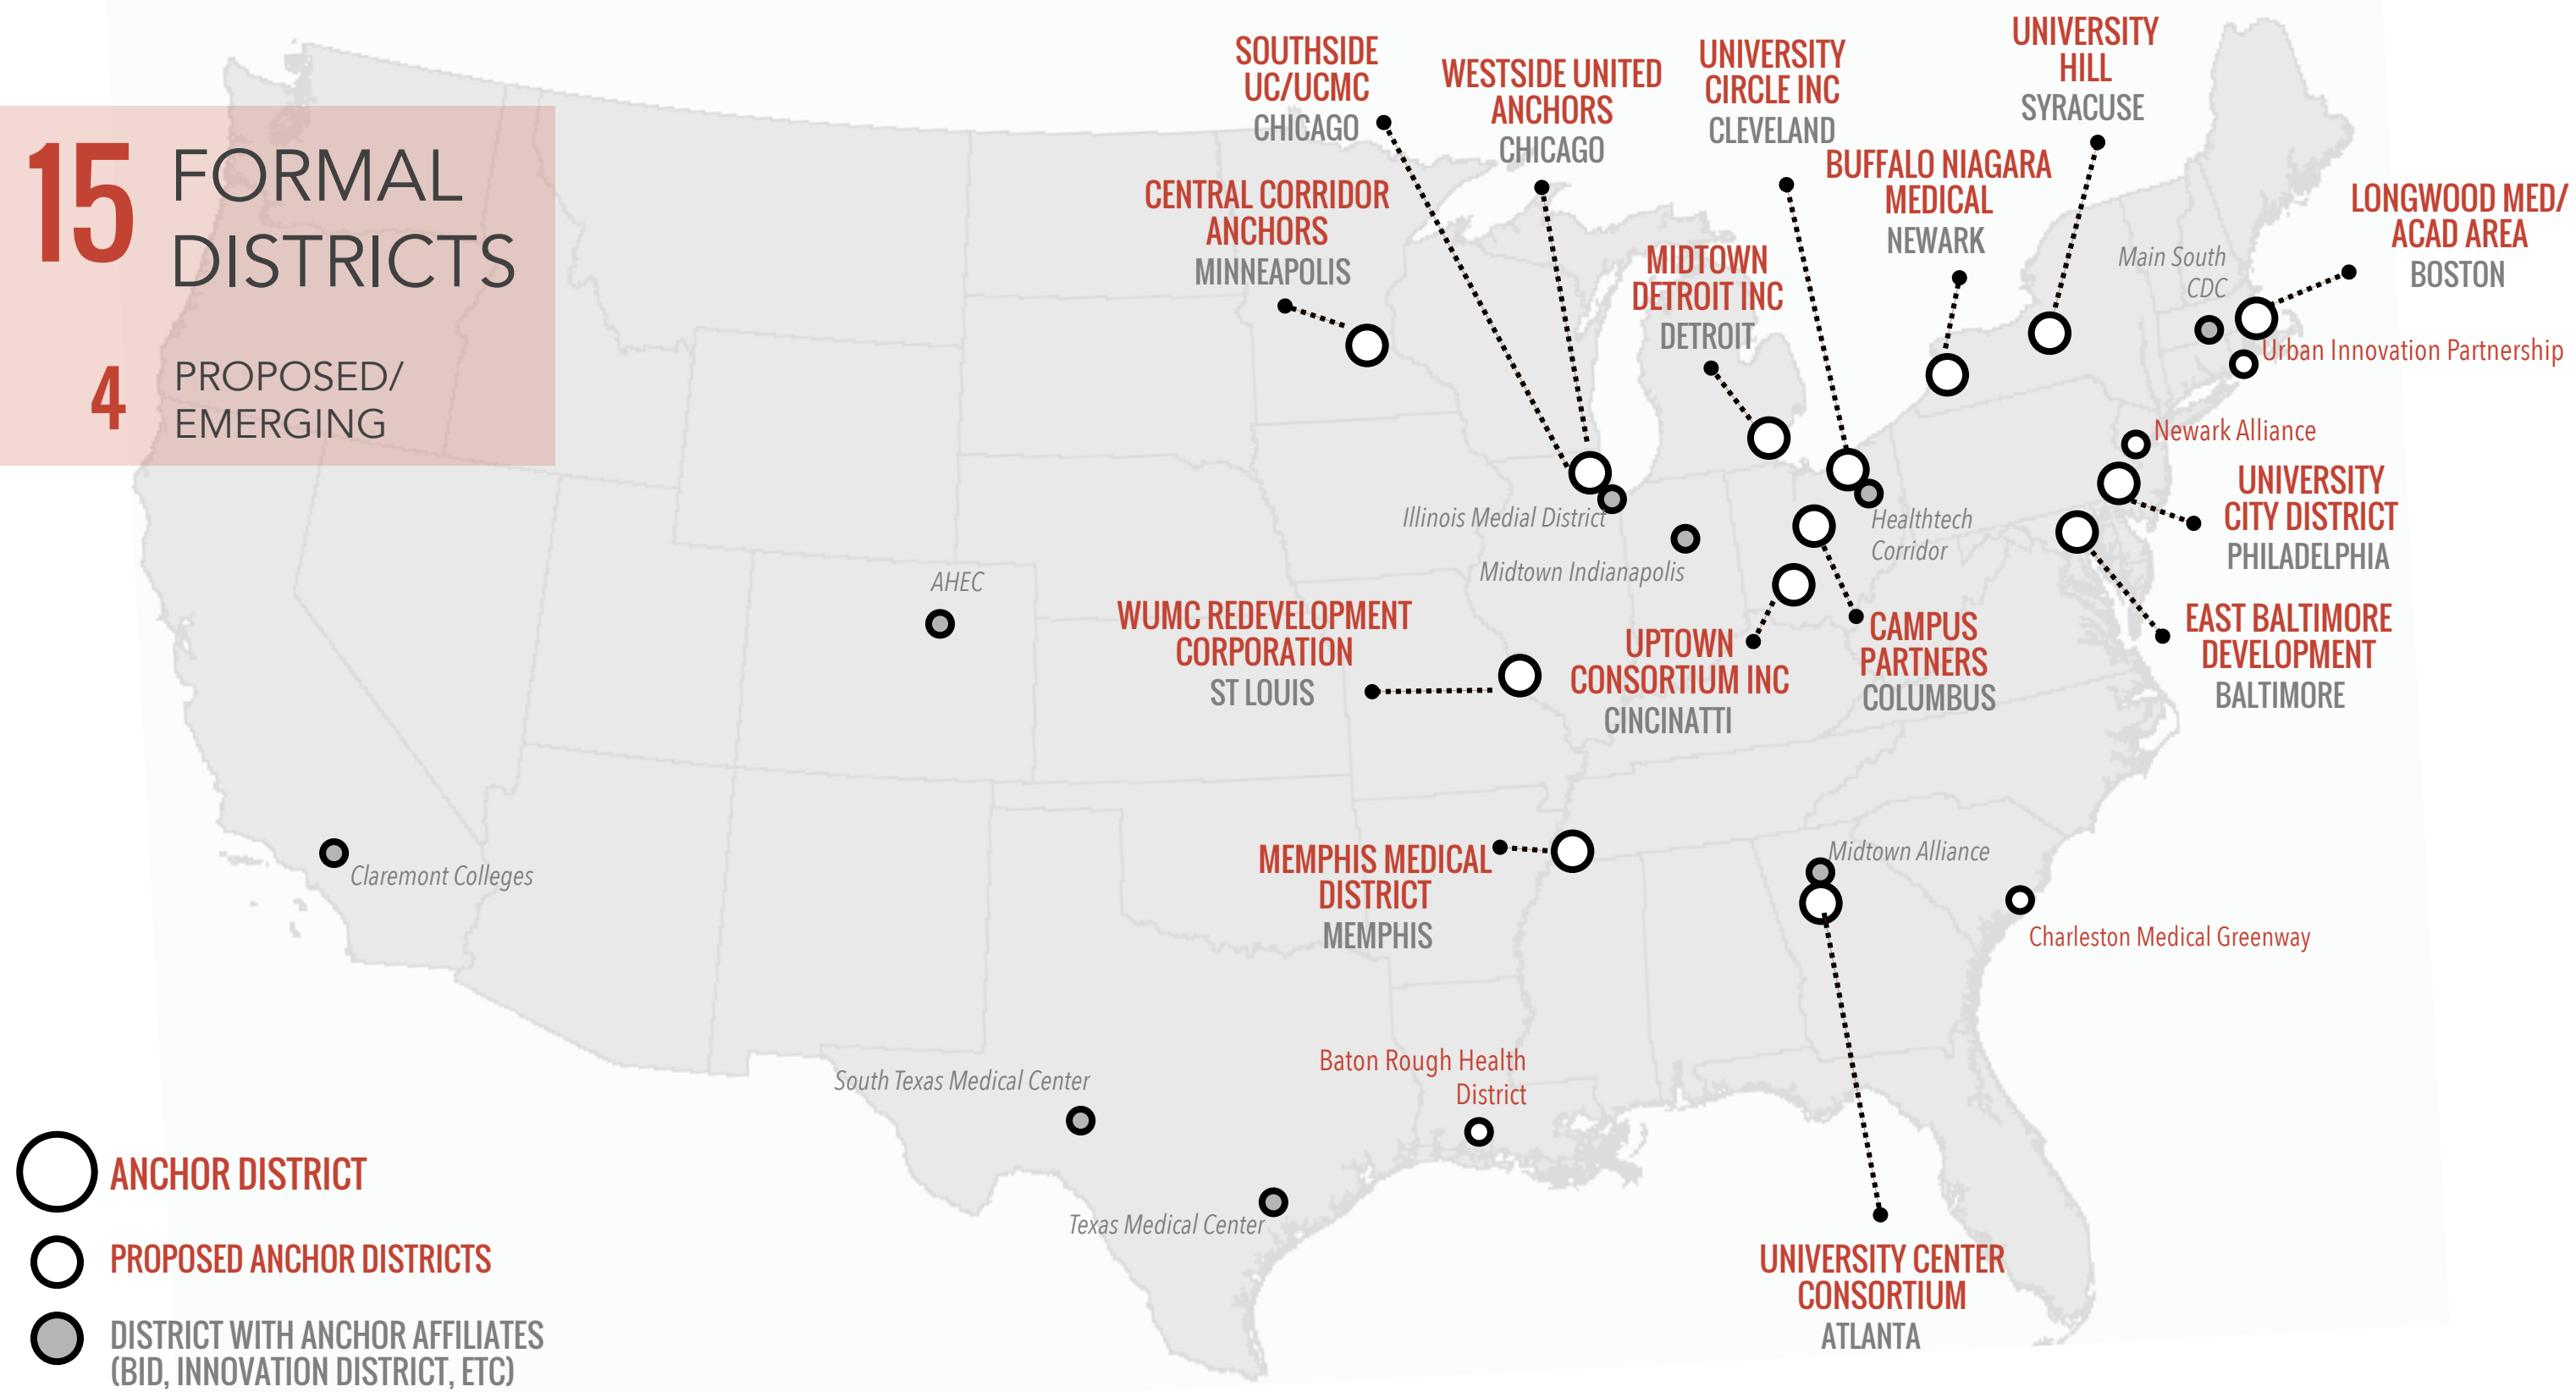 15 FORMAL
DISTRICTS
4 PROPOSED/
EMERGING
SOUTHSIDE
UC/UCMC
CHICAGO
WESTSIDE UNITED
ANCHORS
CHICAGO
UNIVERSITY
CIRCLE INC
CLEVELAND
UNIVERSITY
HILL
SYRACUSE
CENTRAL CORRIDOR
ANCHORS
MINNEAPOLIS
MIDTOWN
DETROIT INC
DETROIT
BUFFALO NIAGARA
MEDICAL
NEWARK
LONGWOOD MED/
ACAD AREA
BOSTON
Main South
CDC
Urban Innovation Partnership
Newark Alliance
UNIVERSITY
CITY DISTRICT
PHILADELPHIA
Illinois Medial District
Midtown Indianapolis
Healthtech
Corridor
AHEC
WUMC REDEVELOPMENT
CORPORATION
ST LOUIS
UPTOWN
CONSORTIUM INC
CINCINATTI
CAMPUS
PARTNERS
COLUMBUS
EAST BALTIMORE
DEVELOPMENT
BALTIMORE
Claremont Colleges
MEMPHIS MEDICAL
DISTRICT
MEMPHIS
Midtown Alliance
Charleston Medical Greenway
South Texas Medical Center
Baton Rough Health
District
Texas Medical Center
UNIVERSITY CENTER
CONSORTIUM
ATLANTA
ANCHOR DISTRICT
PROPOSED ANCHOR DISTRICTS
DISTRICT WITH ANCHOR AFFILIATES
(BID, INNOVATION DISTRICT, ETC)